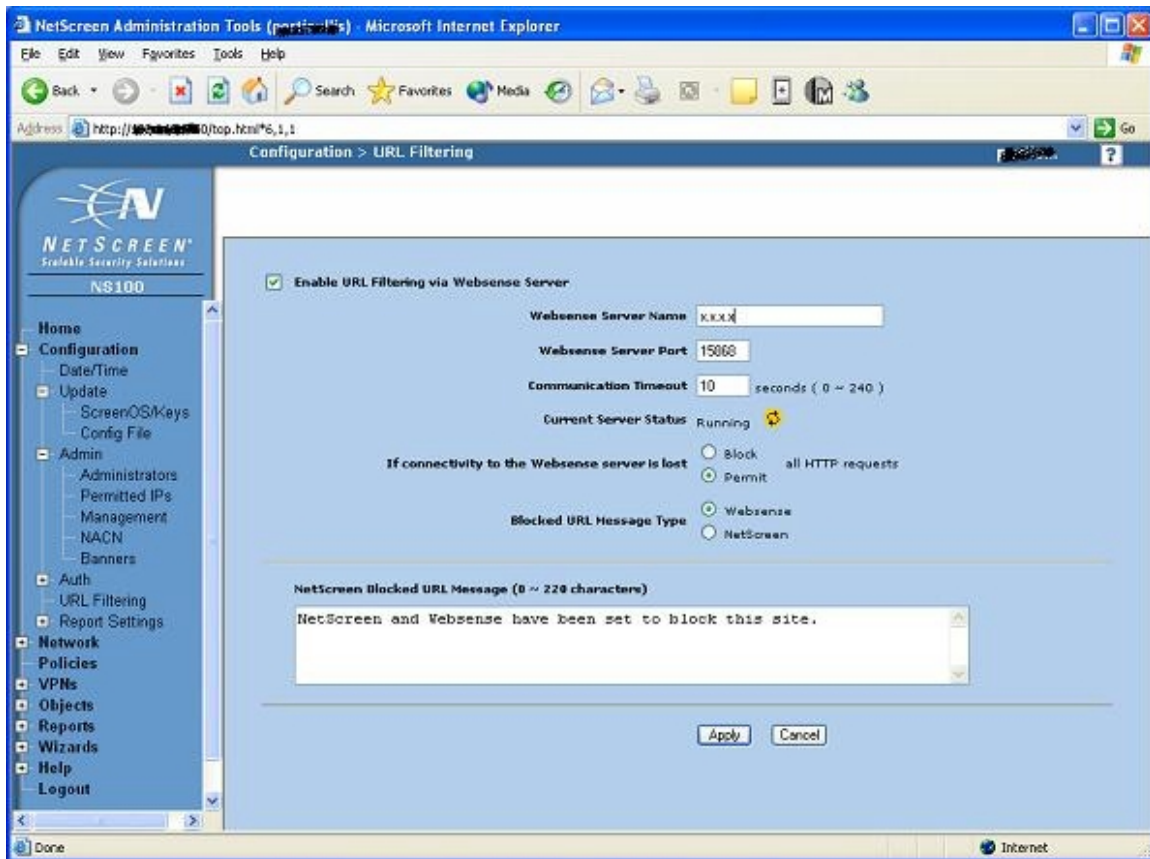 NetScreen Administration Tools - Microsoft Internet Explorer
File Edit View Favorites Tools Help
Back Search Favorites Media
Address http:// 0/top.html*6,1,1 Go
Configuration > URL Filtering ?
N
NETSCREEN
Scalable Security Solutions
NS100
Home
Configuration
Date/Time
Update
ScreenOS/Keys
Config File
Admin
Administrators
Permitted IPs
Management
NACN
Banners
Auth
URL Filtering
Report Settings
Network
Policies
VPNs
Objects
Reports
Wizards
Help
Logout
Enable URL Filtering via Websense Server
Websense Server Name x.x.x.x
Websense Server Port 15868
Communication Timeout 10 seconds ( 0 ~ 240 )
Current Server Status Running
If connectivity to the Websense server is lost Block Permit all HTTP requests
Blocked URL Message Type Websense NetScreen
NetScreen Blocked URL Message (0 ~ 220 characters)
NetScreen and Websense have been set to block this site.
Apply Cancel
Done Internet